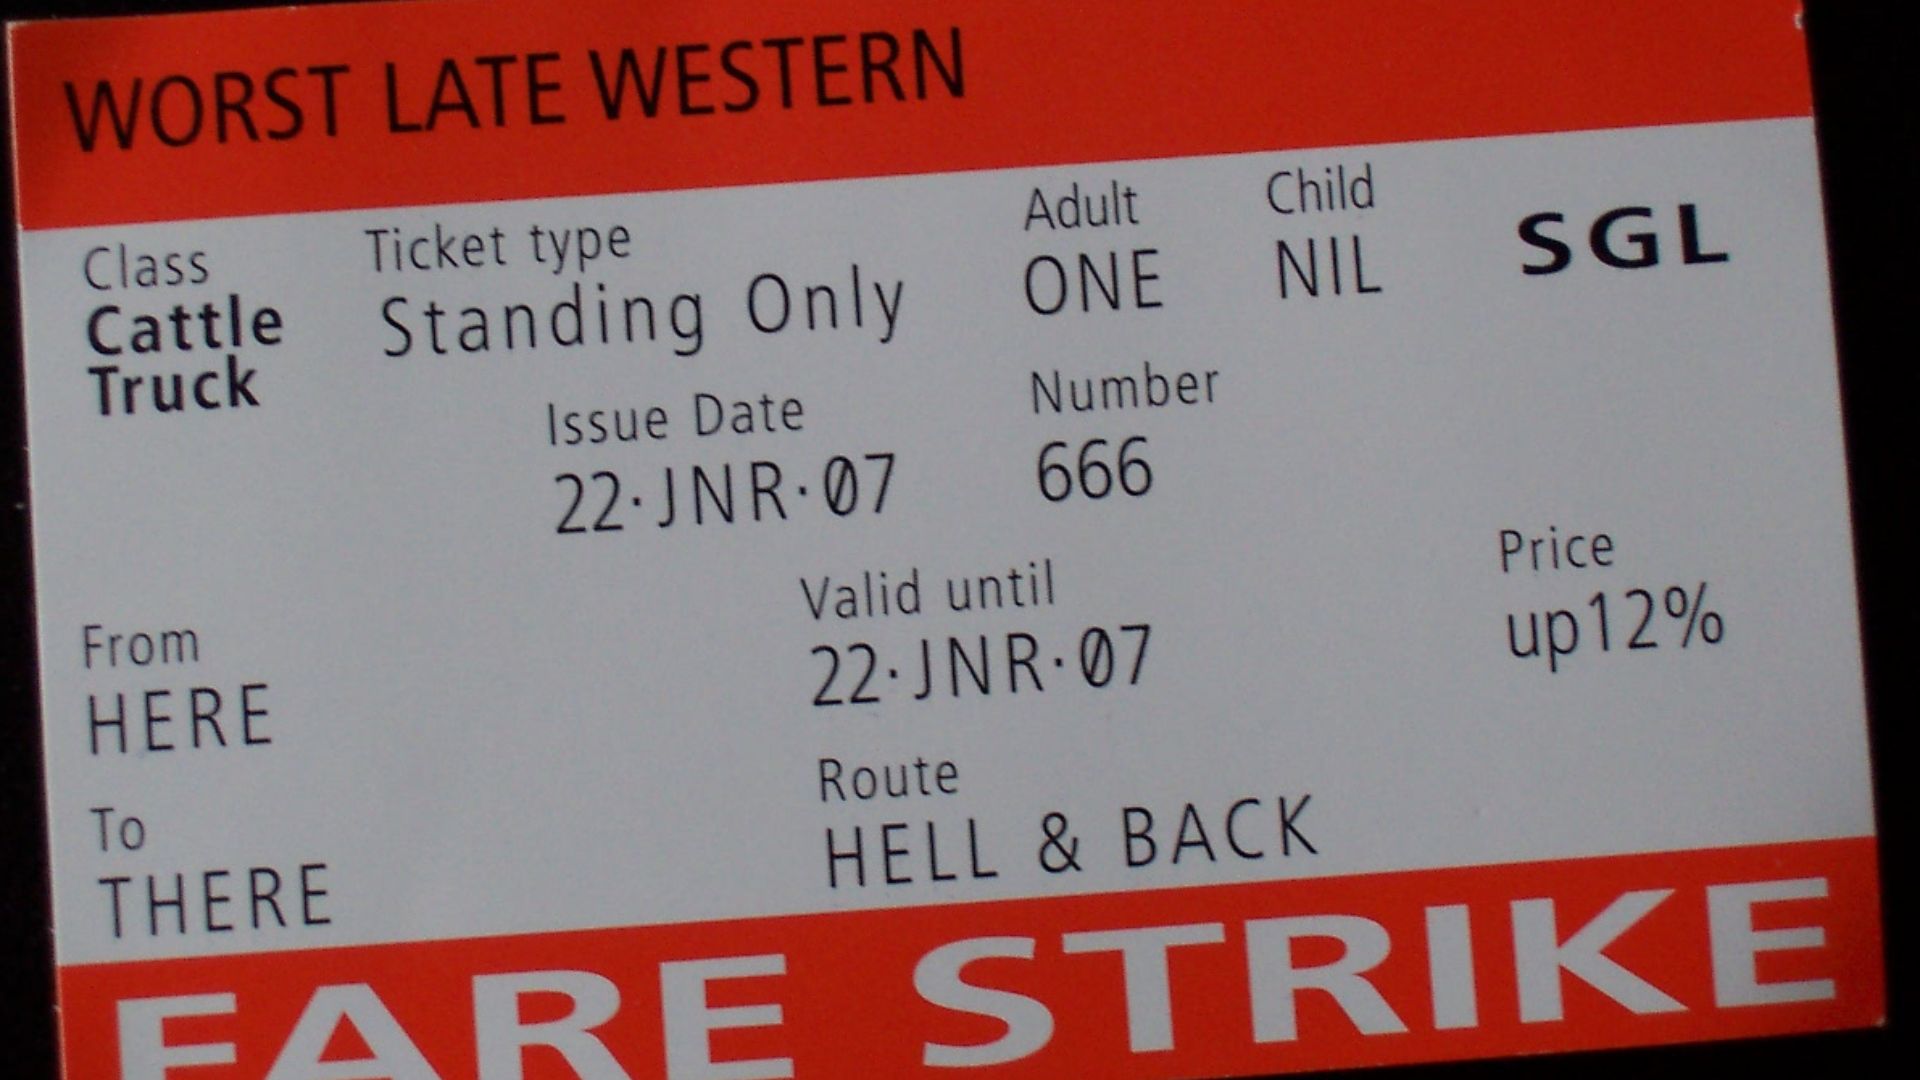 WORST LATE WESTERN
Class Ticket type Adult Child
Cattle Standing Only ONE NIL SGL
Truck
Issue Date Number
22·JNR·07 666
Valid until Price
From 22·JNR·07 up12%
HERE
Route
To HELL & BACK
THERE
FARE STRIKE